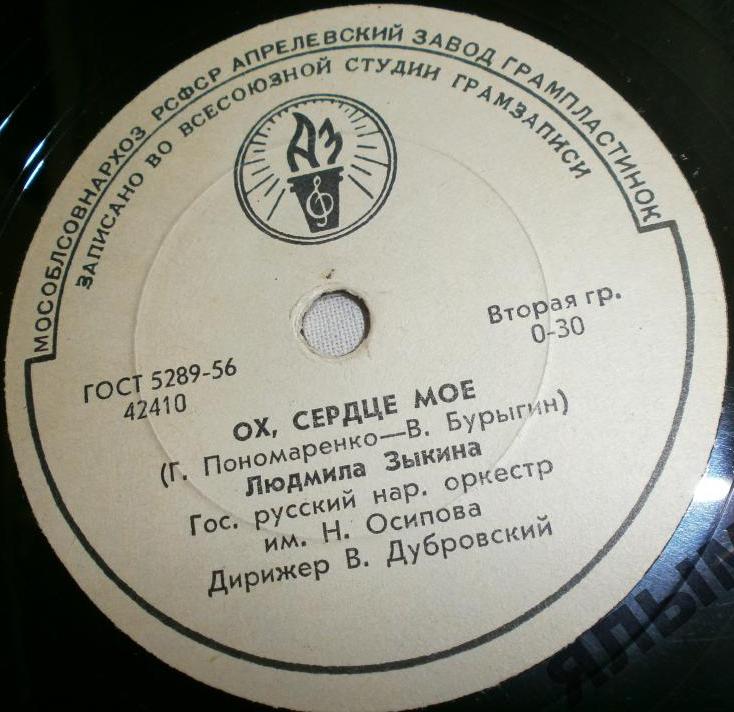 МОСОБЛСОВНАРХОЗ РСФСР АПРЕЛЕВСКИЙ ЗАВОД ГРАМПЛАСТИНОК
ЗАПИСАНО ВО ВСЕСОЮЗНОЙ СТУДИИ ГРАМЗАПИСИ
АЗ
Вторая гр.
0-30
ГОСТ 5289-56
42410
ОХ, СЕРДЦЕ МОЕ
(Г. Пономаренко—В. Бурыгин)
Людмила Зыкина
Гос. русский нар. оркестр
им. Н. Осипова
Дирижер В. Дубровский